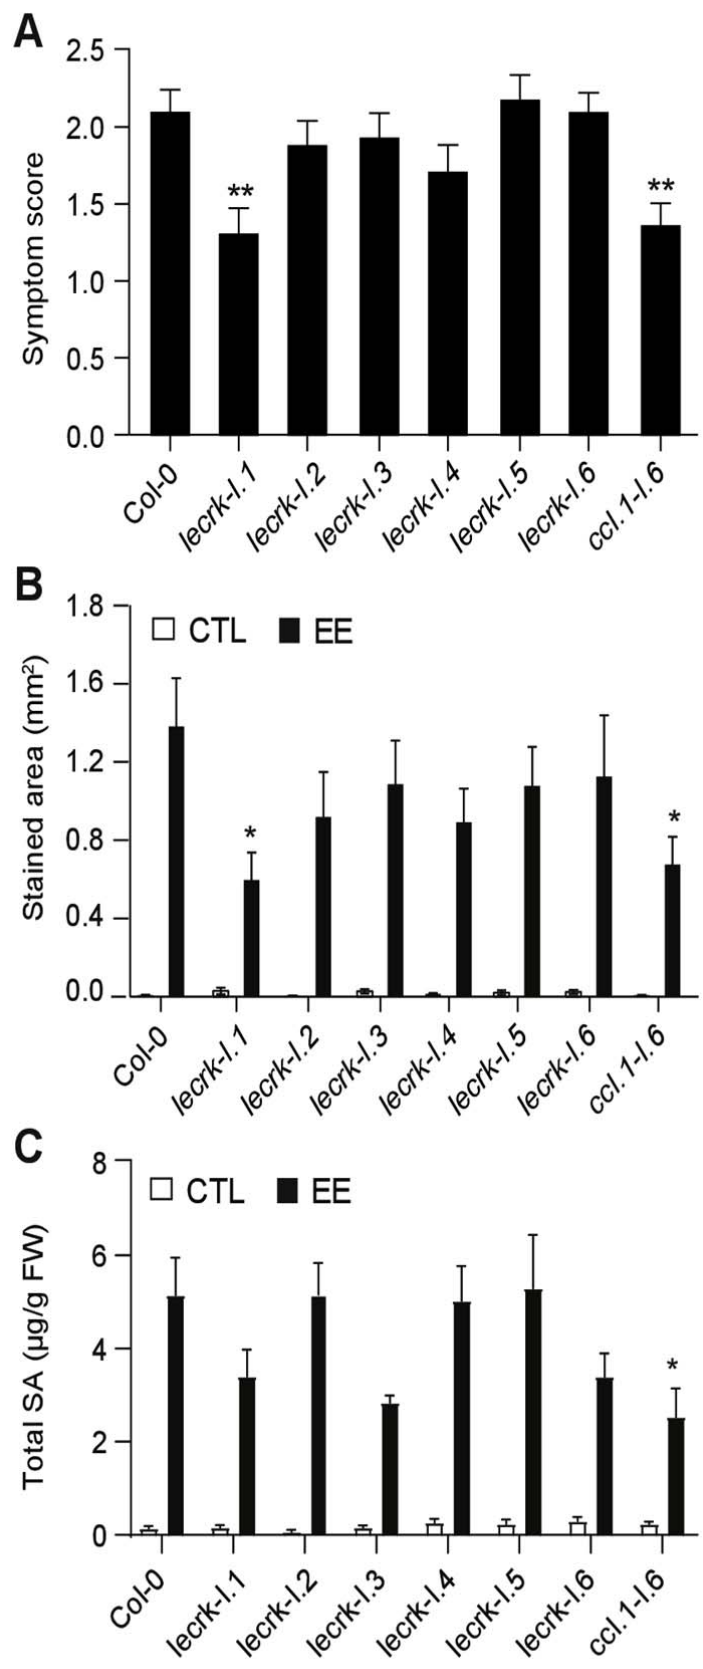 A
Symptom score
2.5
2.0
1.5
1.0
0.5
0.0
**
**
Col-0
lecrk-I.1
lecrk-I.2
lecrk-I.3
lecrk-I.4
lecrk-I.5
lecrk-I.6
ccI.1-I.6
B
Stained area (mm²)
1.8
1.6
1.2
0.8
0.4
0.0
CTL EE
*
*
Col-0
lecrk-I.1
lecrk-I.2
lecrk-I.3
lecrk-I.4
lecrk-I.5
lecrk-I.6
ccI.1-I.6
C
Total SA (µg/g FW)
8
6
4
2
0
CTL EE
*
Col-0
lecrk-I.1
lecrk-I.2
lecrk-I.3
lecrk-I.4
lecrk-I.5
lecrk-I.6
ccI.1-I.6